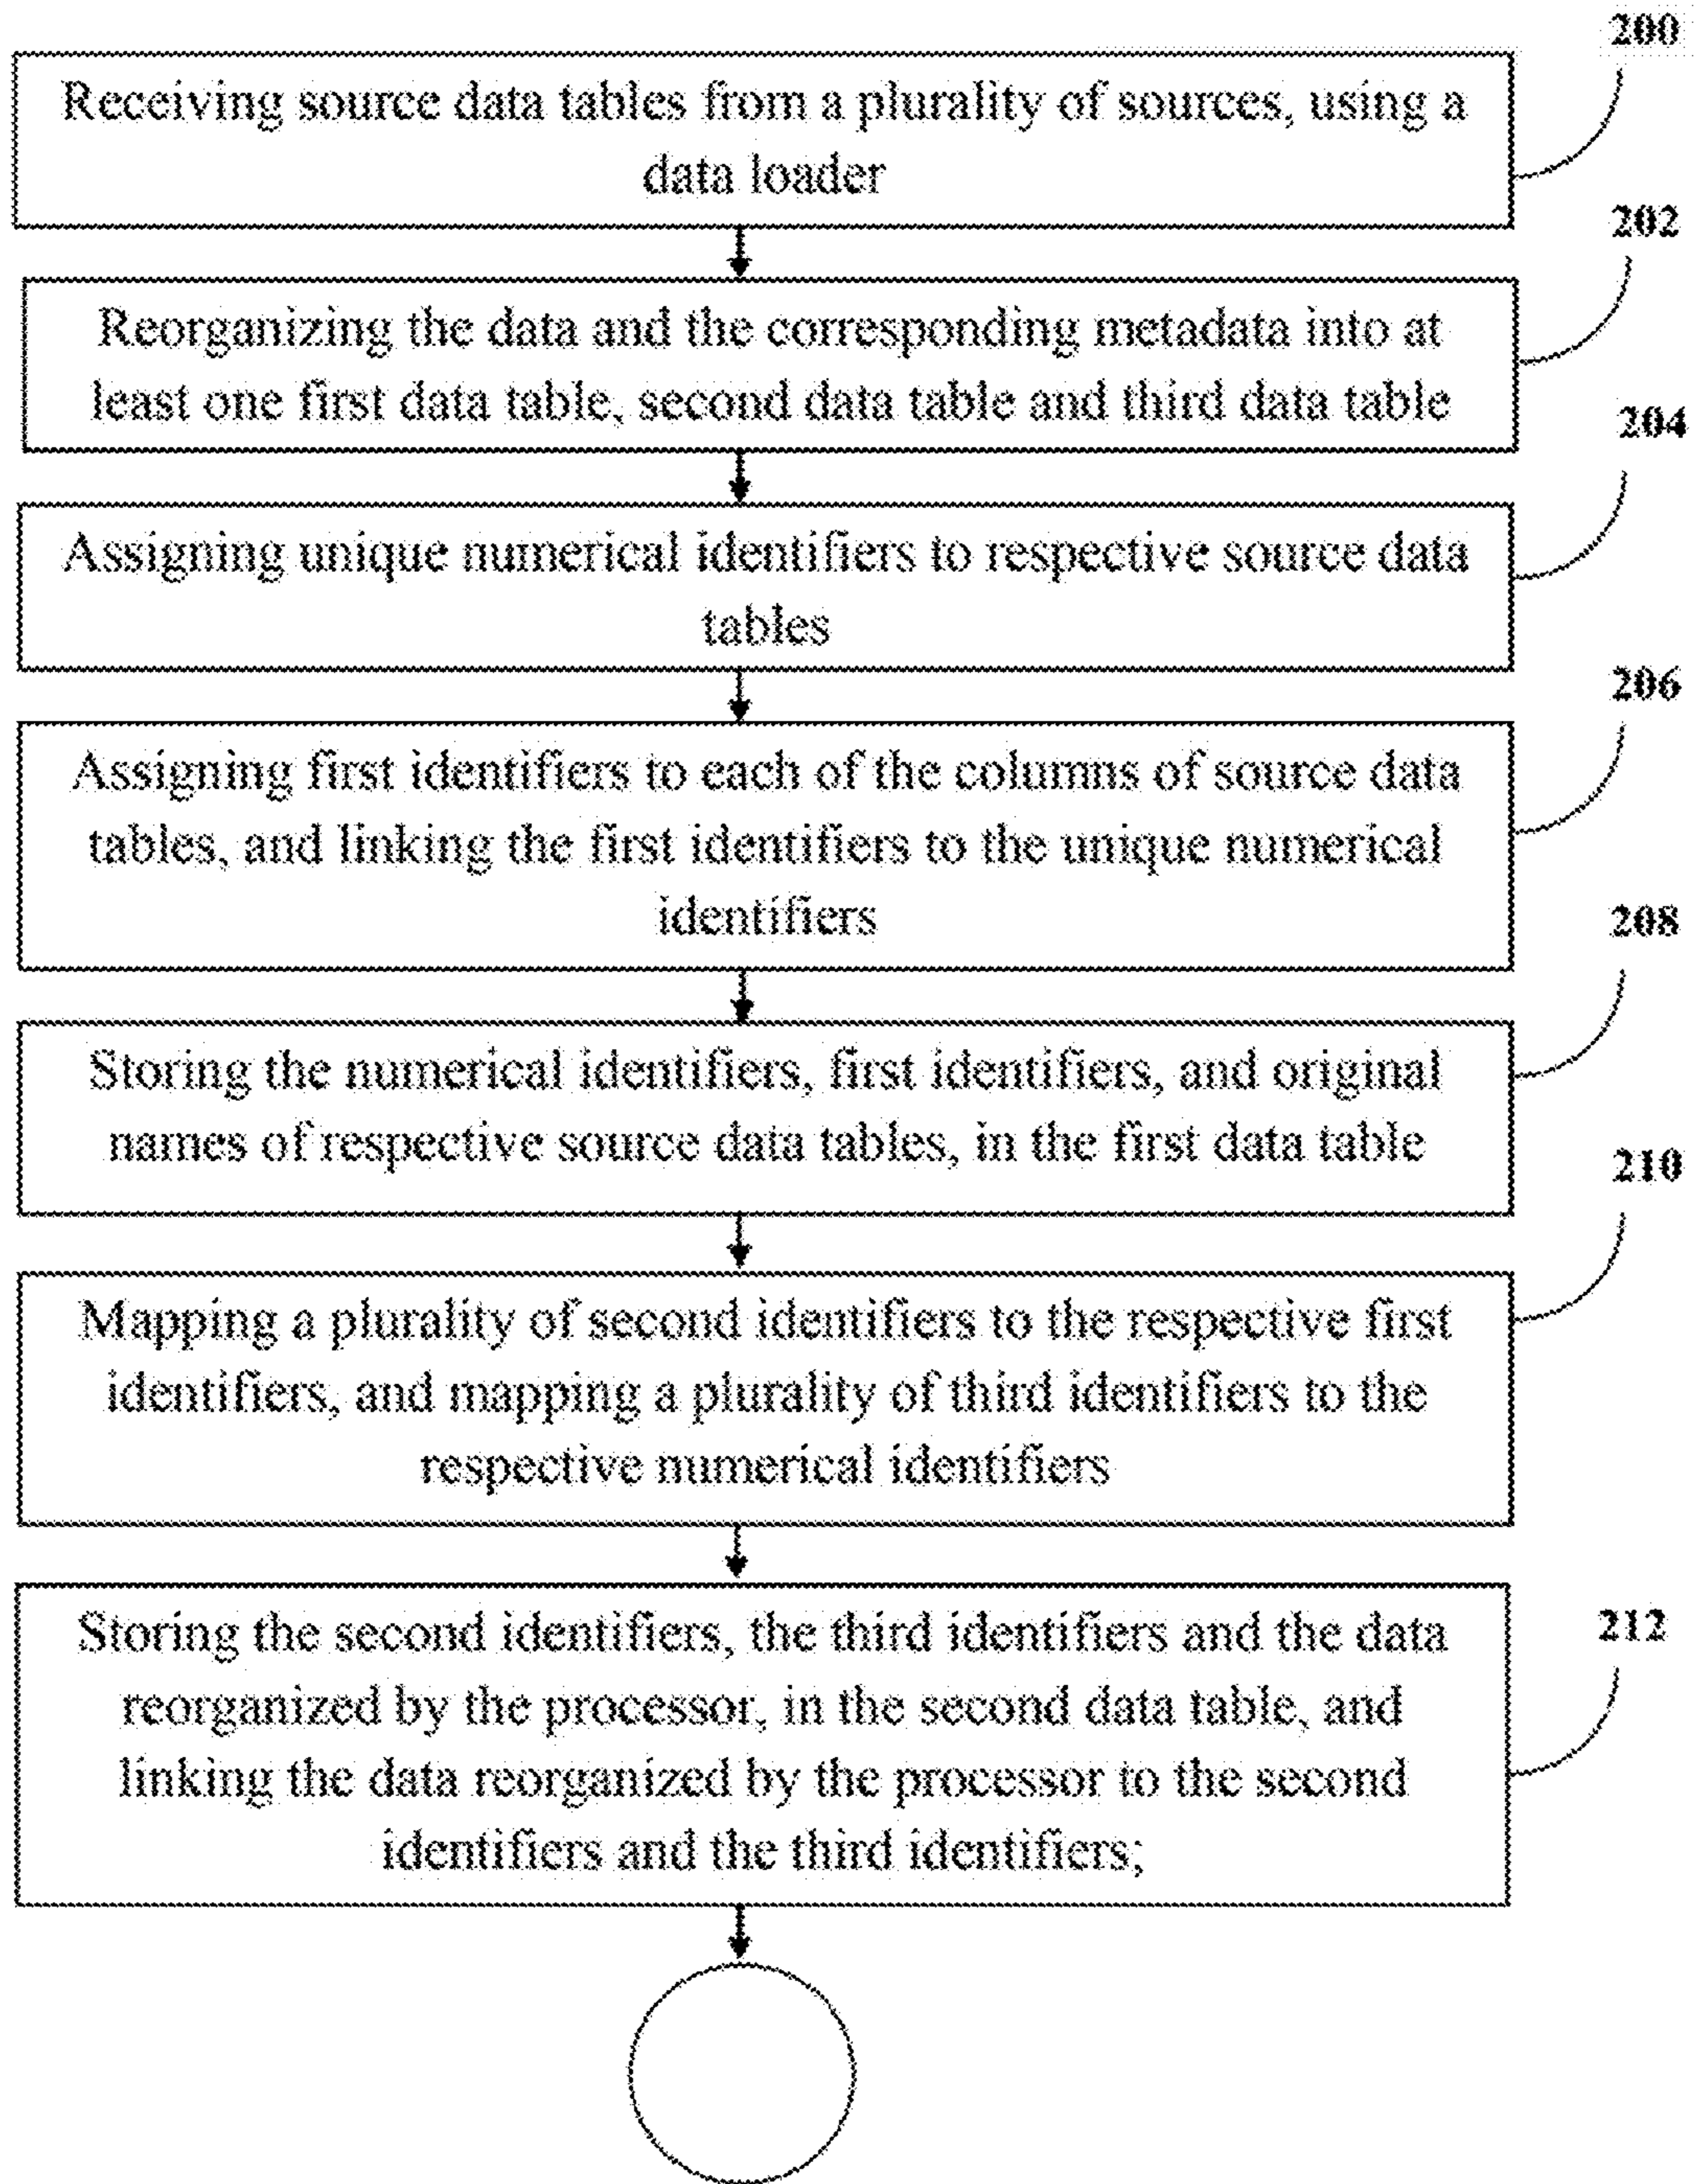 200
Receiving source data tables from a plurality of sources, using a
data loader
202
Reorganizing the data and the corresponding metadata into at
least one first data table, second data table and third data table
204
Assigning unique numerical identifiers to respective source data
tables
206
Assigning first identifiers to each of the columns of source data
tables, and linking the first identifiers to the unique numerical
identifiers
208
Storing the numerical identifiers, first identifiers, and original
names of respective source data tables, in the first data table
210
Mapping a plurality of second identifiers to the respective first
identifiers, and mapping a plurality of third identifiers to the
respective numerical identifiers
212
Storing the second identifiers, the third identifiers and the data
reorganized by the processor, in the second data table, and
linking the data reorganized by the processor to the second
identifiers and the third identifiers;